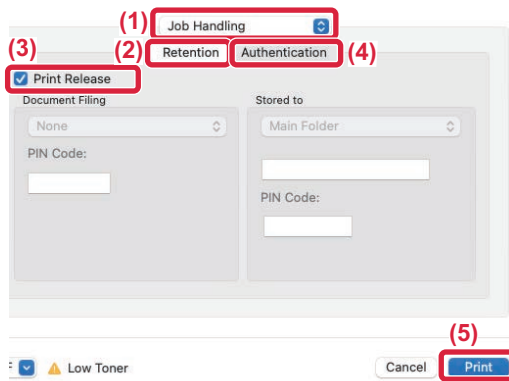 (1)
Job Handling
(3)
(2)
Retention
Authentication
(4)
Print Release
Document Filing
Stored to
None
Main Folder
PIN Code:
PIN Code:
(5)
Low Toner
Cancel
Print